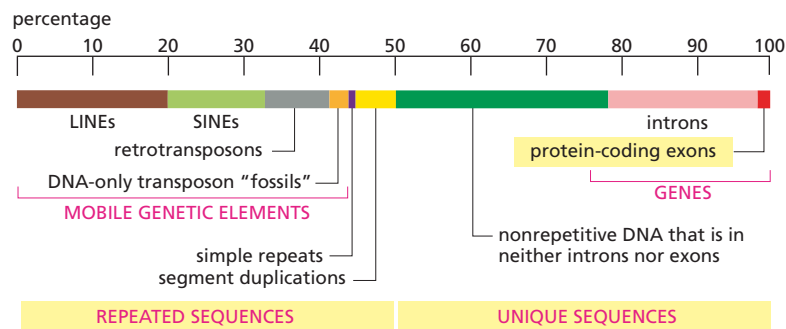 percentage
0 10 20 30 40 50 60 70 80 90 100
LINEs SINEs introns
retrotransposons protein-coding exons
DNA-only transposon “fossils” GENES
MOBILE GENETIC ELEMENTS
nonrepetitive DNA that is in
neither introns nor exons
simple repeats
segment duplications
REPEATED SEQUENCES UNIQUE SEQUENCES